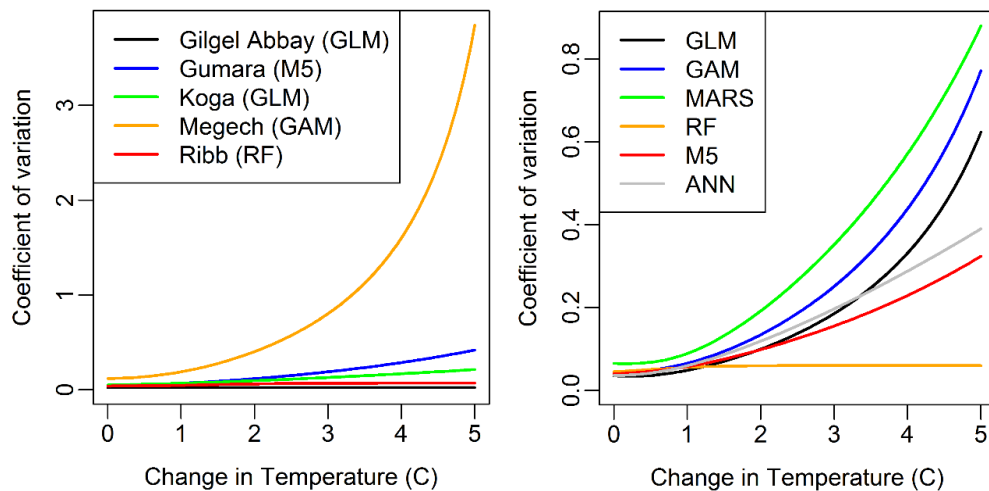 Gilgel Abbay (GLM)
Gumara (M5)
Koga (GLM)
Megech (GAM)
Ribb (RF)
Coefficient of variation
3
2
1
0
0 1 2 3 4 5
Change in Temperature (C)
GLM
GAM
MARS
RF
M5
ANN
Coefficient of variation
0.8
0.6
0.4
0.2
0.0
0 1 2 3 4 5
Change in Temperature (C)